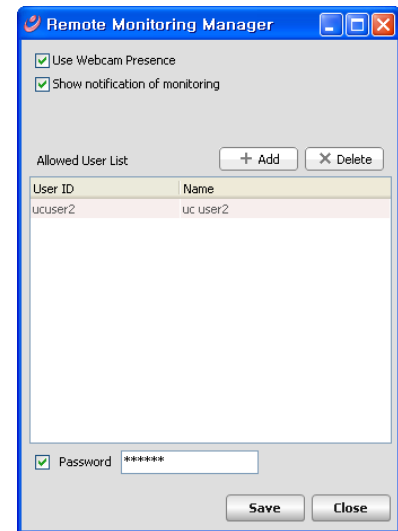 Remote Monitoring Manager
Use Webcam Presence
Show notification of monitoring
Allowed User List + Add × Delete
User ID Name
ucuser2 uc user2
Password ******
Save Close